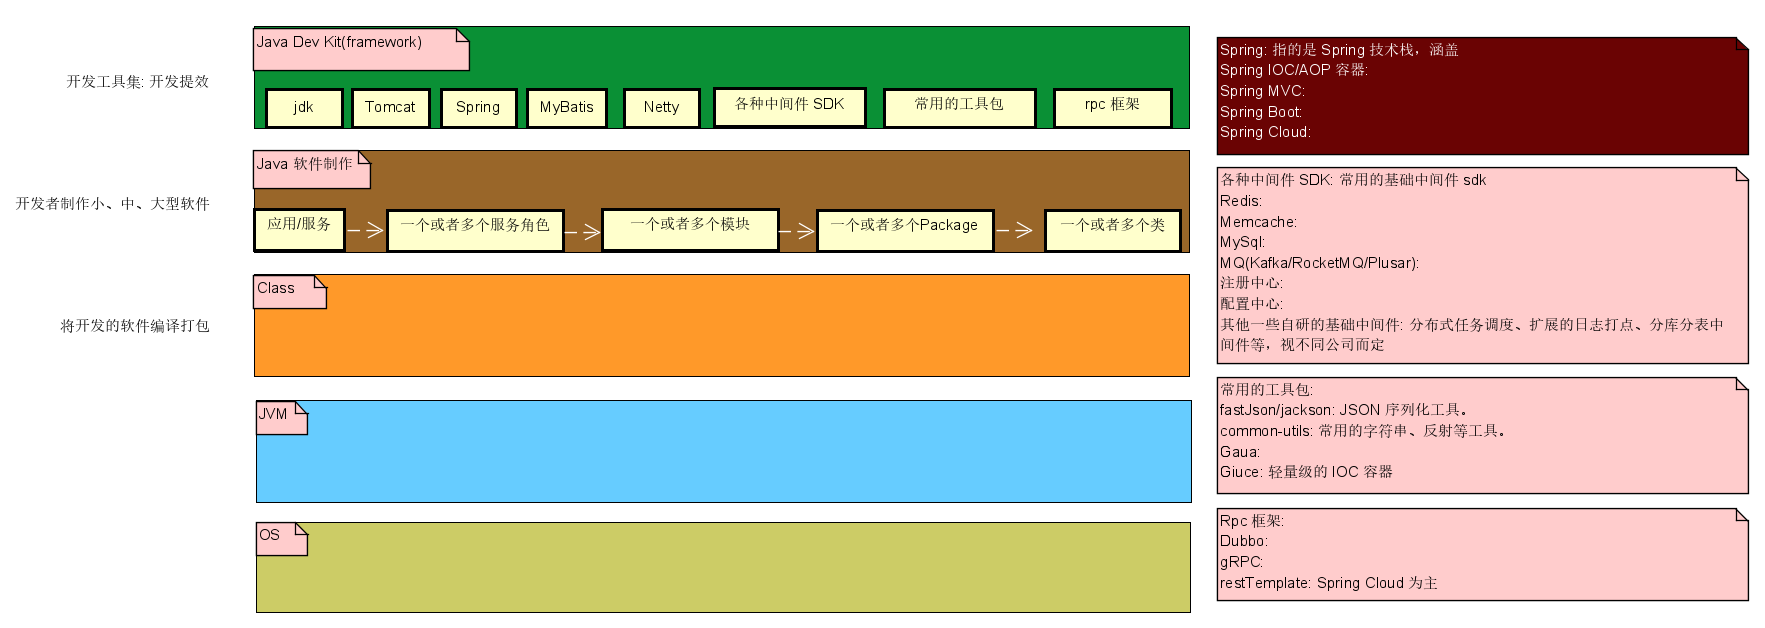 开发工具集: 开发提效
Java Dev Kit(framework)
jdk
Tomcat
Spring
MyBatis
Netty
各种中间件 SDK
常用的工具包
rpc 框架
开发者制作小、中、大型软件
Java 软件制作
应用/服务
一个或者多个服务角色
一个或者多个模块
一个或者多个Package
一个或者多个类
将开发的软件编译打包
Class
JVM
OS
Spring: 指的是 Spring 技术栈，涵盖
Spring IOC/AOP 容器:
Spring MVC:
Spring Boot:
Spring Cloud:
各种中间件 SDK: 常用的基础中间件 sdk
Redis:
Memcache:
MySql:
MQ(Kafka/RocketMQ/Plusar):
注册中心:
配置中心:
其他一些自研的基础中间件: 分布式任务调度、扩展的日志打点、分库分表中
间件等，视不同公司而定
常用的工具包:
fastJson/jackson: JSON 序列化工具。
common-utils: 常用的字符串、反射等工具。
Gaua:
Giuce: 轻量级的 IOC 容器
Rpc 框架:
Dubbo:
gRPC:
restTemplate: Spring Cloud 为主